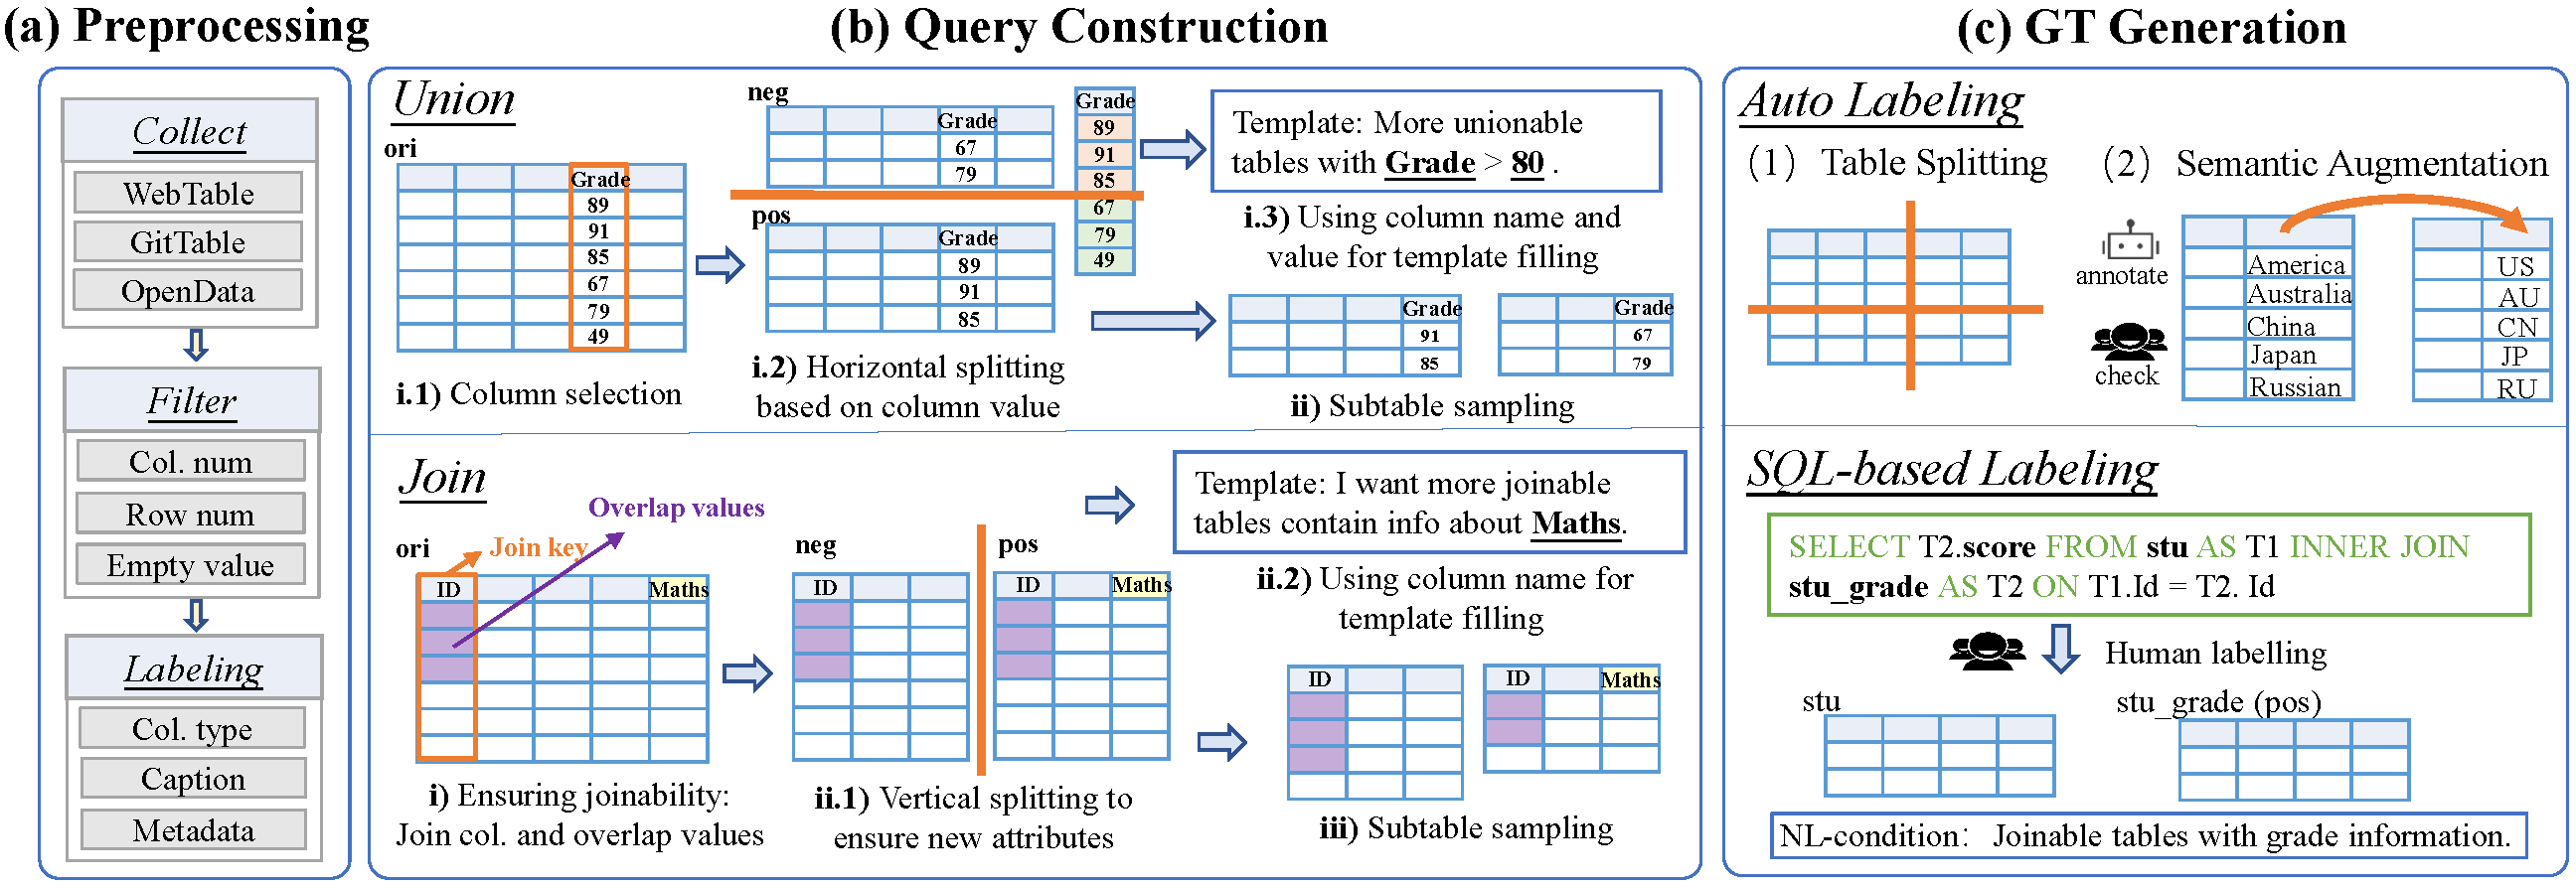 (a) Preprocessing
Collect
WebTable
GitTable
OpenData
Filter
Col. num
Row num
Empty value
Labeling
Col. type
Caption
Metadata
(b) Query Construction
Union
ori
Grade
89
91
85
67
79
49
i.1) Column selection
neg
Grade
67
79
pos
Grade
89
91
85
i.2) Horizontal splitting
based on column value
Grade
89
91
85
67
79
49
Template: More unionable
tables with Grade > 80 .
i.3) Using column name and
value for template filling
Grade
91
85
Grade
67
79
ii) Subtable sampling
Join
Overlap values
ori
Join key
ID
Maths
i) Ensuring joinability:
Join col. and overlap values
neg
ID
pos
ID
Maths
ii.1) Vertical splitting to
ensure new attributes
Template: I want more joinable
tables contain info about Maths.
ii.2) Using column name for
template filling
ID
ID
Maths
iii) Subtable sampling
(c) GT Generation
Auto Labeling
(1) Table Splitting
(2) Semantic Augmentation
annotate
check
America
Australia
China
Japan
Russian
US
AU
CN
JP
RU
SQL-based Labeling
SELECT T2.score FROM stu AS T1 INNER JOIN
stu_grade AS T2 ON T1.Id = T2. Id
Human labelling
stu
stu_grade (pos)
NL-condition: Joinable tables with grade information.